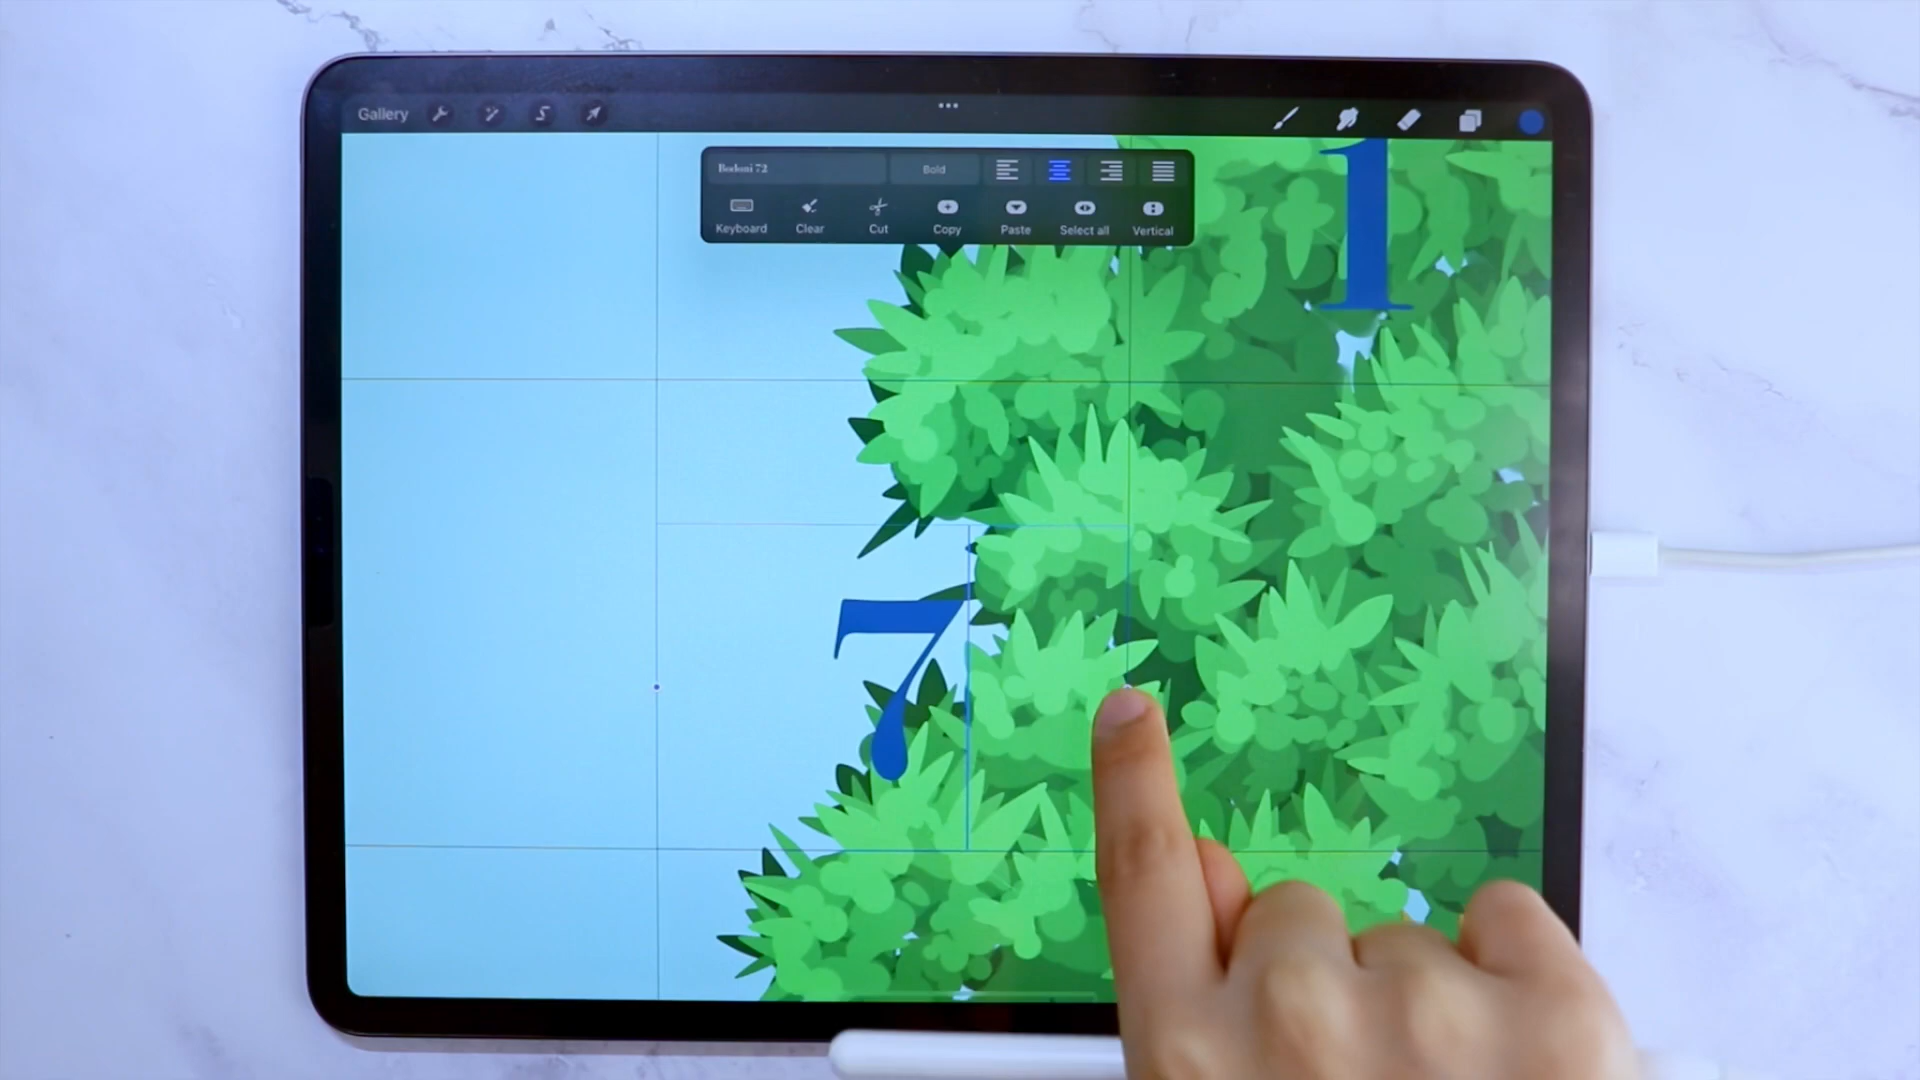 Gallery
Bodoni 72 Bold
Keyboard Clear Cut Copy Paste Select all Vertical
1
7